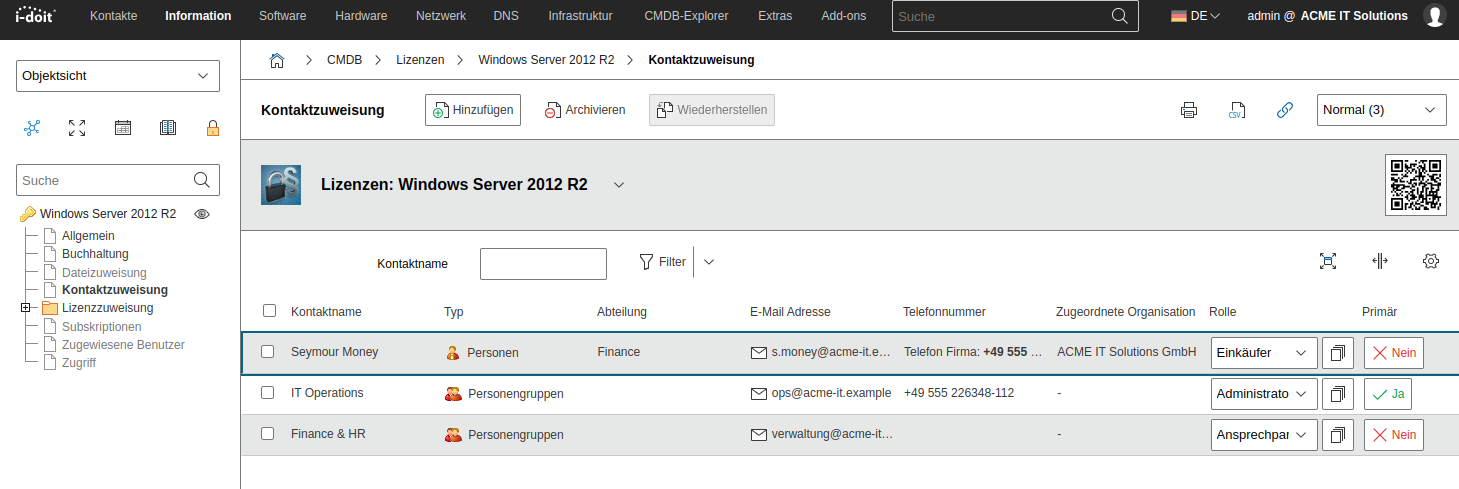 i-doit Kontakte Information Software Hardware Netzwerk DNS Infrastruktur CMDB-Explorer Extras Add-ons Suche DE admin @ ACME IT Solutions
Objektsicht
CMDB Lizenzen Windows Server 2012 R2 Kontaktzuweisung
Kontaktzuweisung Hinzufügen Archivieren Wiederherstellen CSV Normal (3)
Suche
Lizenzen: Windows Server 2012 R2
Windows Server 2012 R2
Allgemein
Buchhaltung
Dateizuweisung
Kontaktzuweisung
Lizenzzuweisung
Subskriptionen
Zugewiesene Benutzer
Zugriff
Kontaktname Filter
Kontaktname Typ Abteilung E-Mail Adresse Telefonnummer Zugeordnete Organisation Rolle Primär
Seymour Money Personen Finance s.money@acme-it.e... Telefon Firma: +49 555 ... ACME IT Solutions GmbH Einkäufer Nein
IT Operations Personengruppen ops@acme-it.example +49 555 226348-112 - Administrato Ja
Finance & HR Personengruppen verwaltung@acme-it... - Ansprechpar Nein